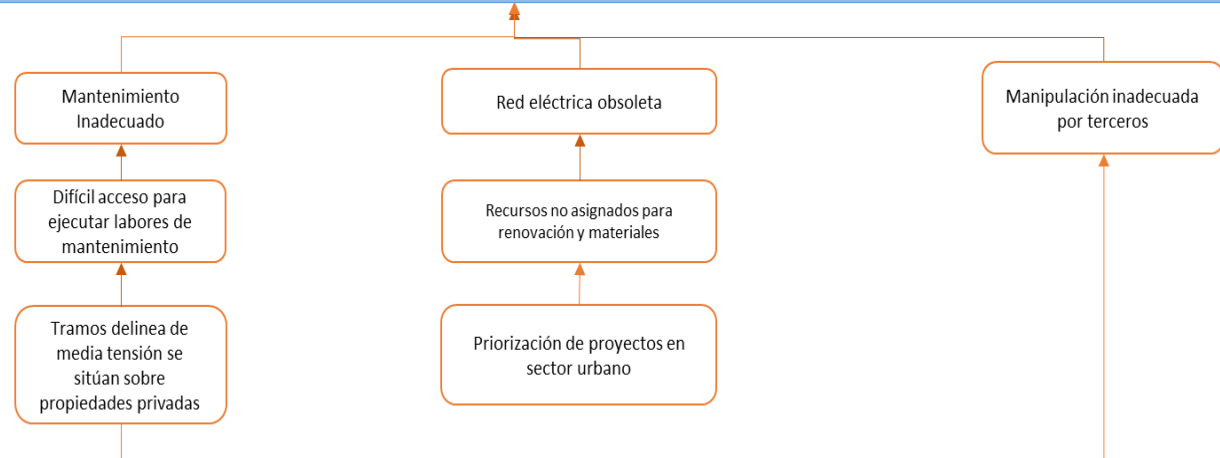 Mantenimiento
Inadecuado
Red eléctrica obsoleta
Manipulación inadecuada
por terceros
Difícil acceso para
ejecutar labores de
mantenimiento
Recursos no asignados para
renovación y materiales
Tramos delinea de
media tensión se
sitúan sobre
propiedades privadas
Priorización de proyectos en
sector urbano